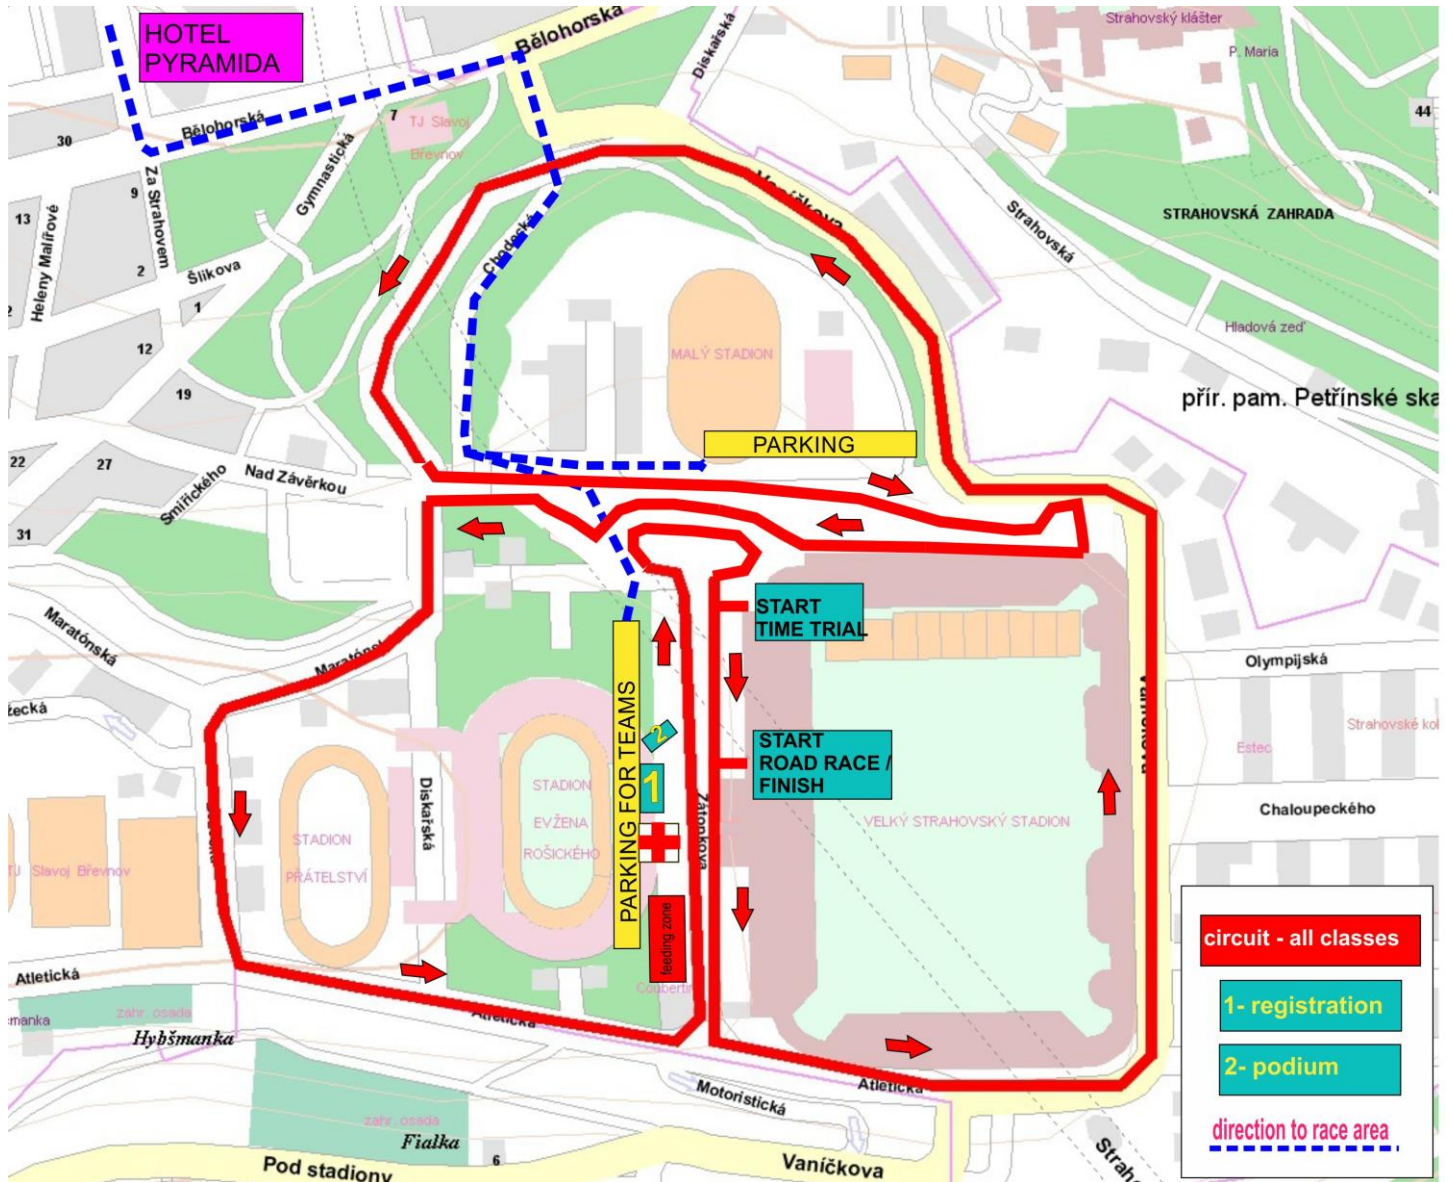 HOTEL
PYRAMIDA
Bělohorská
Diskařská
Strahovský klášter
P. Maria
44
30
Bělohorská
7
TJ Slavoj
Břevnov
Gymnastická
Za Strahovem
9
13
Heleny Malířové
2
Šlikova
1
Chodecká
Strahovská
STRAHOVSKÁ ZAHRADA
Hladová zeď
12
MALÝ STADION
přír. pam. Petřínské ska
19
PARKING
22
27
Nad Závěrkou
Smiřického
31
START
TIME TRIAL
Maratónská
Olympijská
PARKING FOR TEAMS
2
START
ROAD RACE /
FINISH
Strahovské kol
Estec
STADION
EVŽENA
ROŠICKÉHO
1
Zátopkova
Diskařská
Chaloupeckého
VELKÝ STRAHOVSKÝ STADION
STADION
PŘÁTELSTVÍ
TJ Slavoj Břevnov
feeding zone
Atletická
Atletická
zahr. osada
Hybšmanka
Motoristická
Atletická
zahr. osada
Fialka
6
Pod stadiony
Vaníčkova
circuit - all classes
1- registration
2- podium
direction to race area